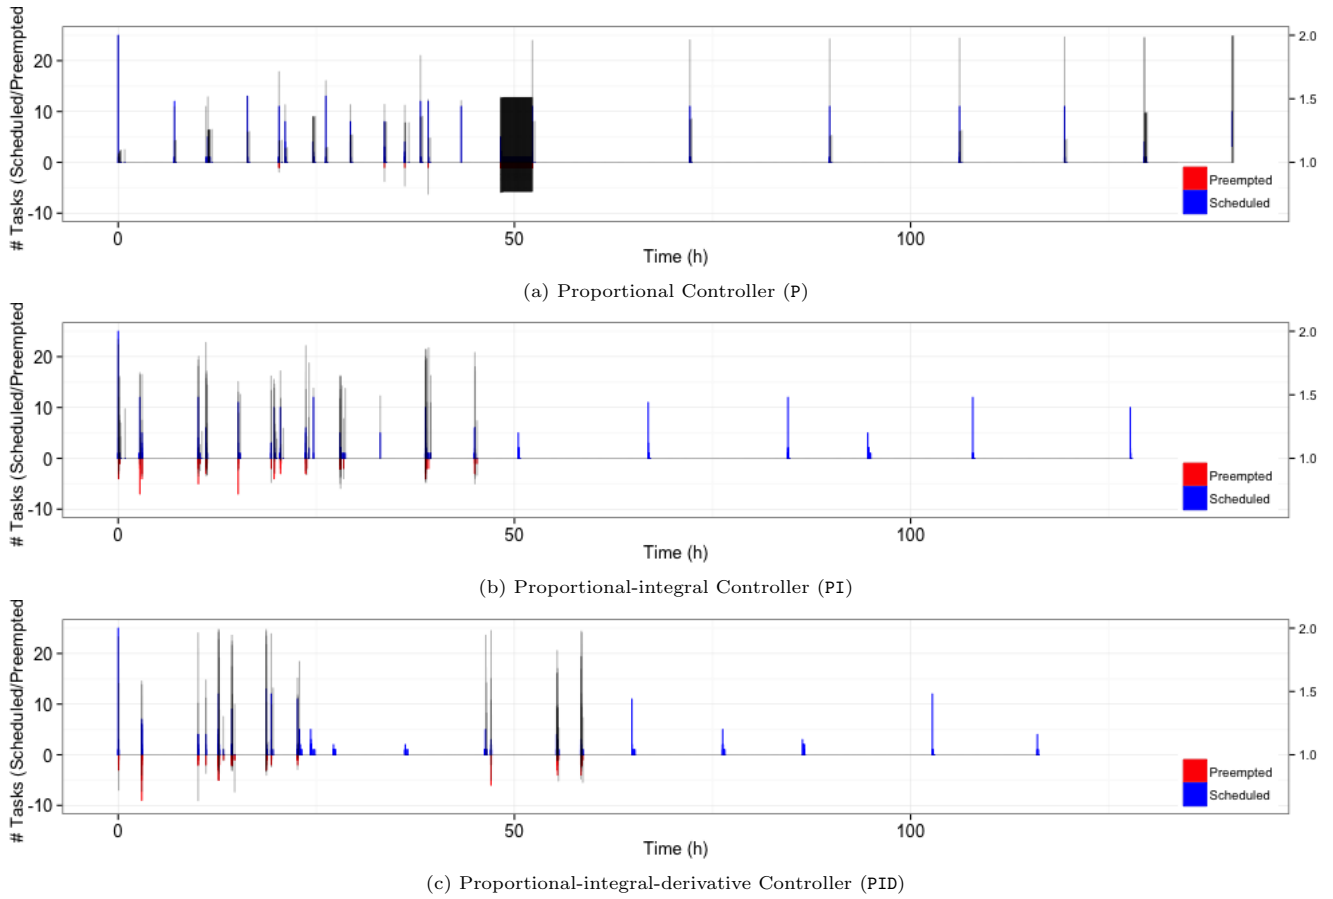 # Tasks (Scheduled/Preempted
20
10
0
-10
2.0
1.5
1.0
Preempted
Scheduled
0
50
100
Time (h)
(a) Proportional Controller (P)
# Tasks (Scheduled/Preempted
20
10
0
-10
2.0
1.5
1.0
Preempted
Scheduled
0
50
100
Time (h)
(b) Proportional-integral Controller (PI)
# Tasks (Scheduled/Preempted
20
10
0
-10
2.0
1.5
1.0
Preempted
Scheduled
0
50
100
Time (h)
(c) Proportional-integral-derivative Controller (PID)